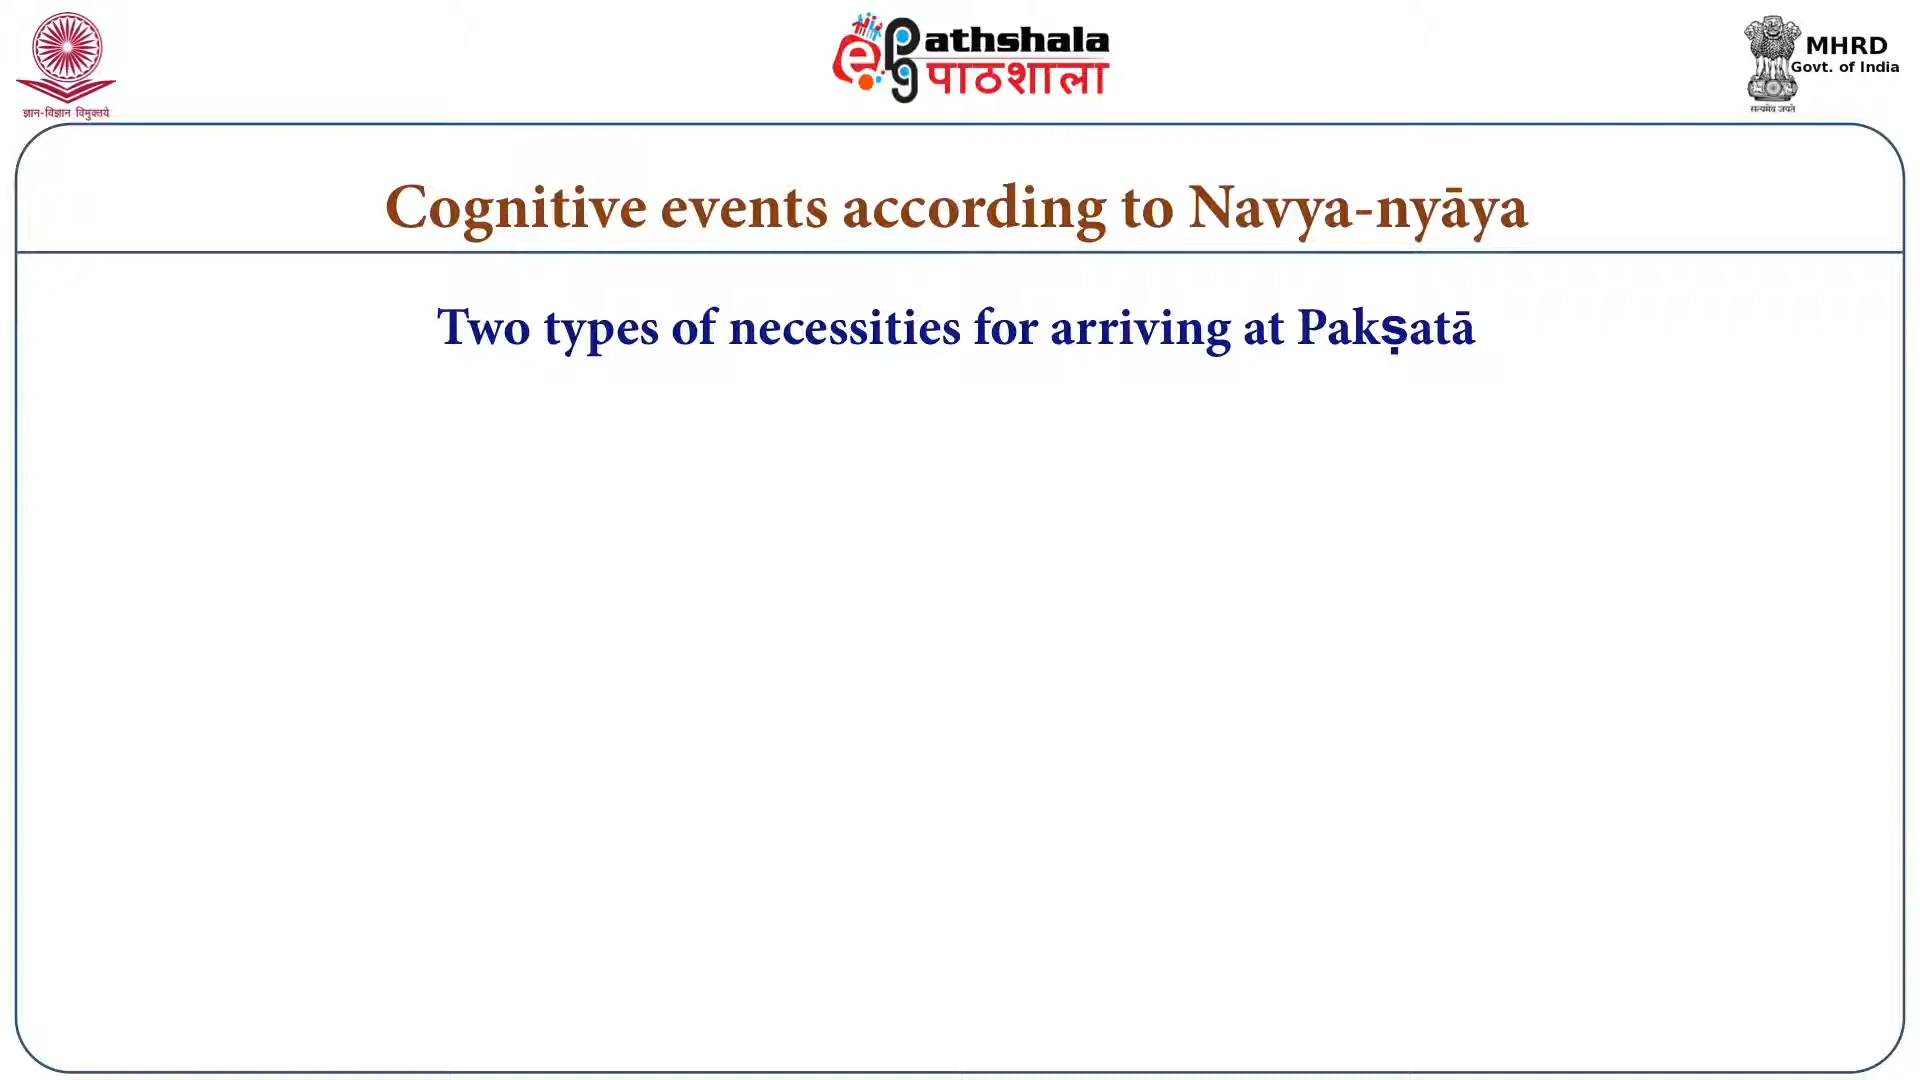 ज्ञान-विज्ञान विमुक्तये
ePg Pathshala
पाठशाला
MHRD
Govt. of India
सत्यमेव जयते
Cognitive events according to Navya-nyāya
Two types of necessities for arriving at Pakṣatā